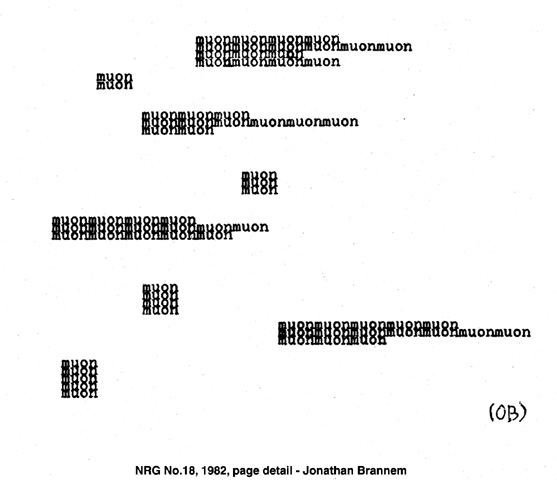 muonmuonmuonmuon
muonmuonmuonmuonmuonmuon
muonmuonmuon
muonmuonmuonmuon
muon
muon
muonmuonmuon
muonmuonmuonmuonmuonmuon
muonmuon
muon
muon
muon
muonmuonmuonmuon
muonmuonmuonmuonmuonmuon
muonmuonmuonmuonmuon
muon
muon
muon
muon
muonmuonmuonmuonmuon
muonmuonmuonmuonmuonmuonmuon
muonmuonmuon
muon
muon
muon
muon
muon
(OB)
NRG No.18, 1982, page detail - Jonathan Brannem